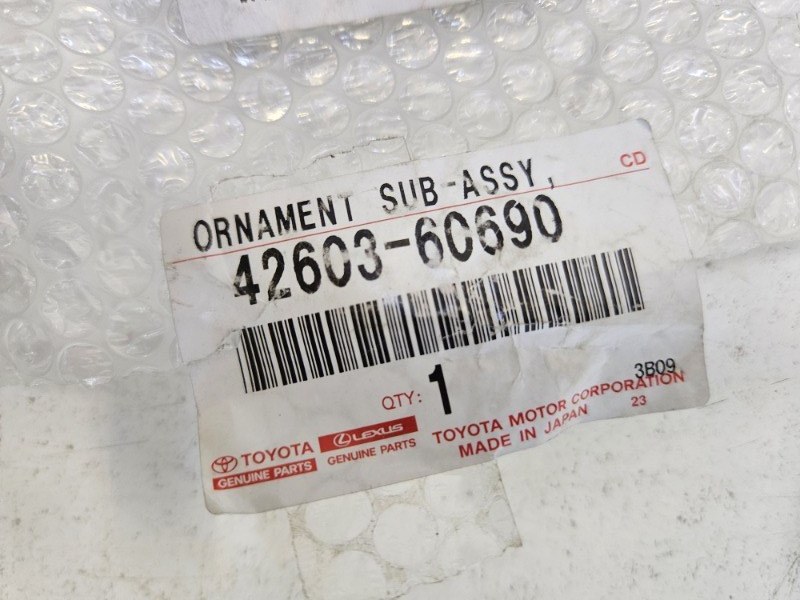 CD
ORNAMENT SUB-ASSY,
42603-60690
QTY: 1
3B09
TOYOTA
GENUINE PARTS
LEXUS
GENUINE PARTS
TOYOTA MOTOR CORPORATION
MADE IN JAPAN 23